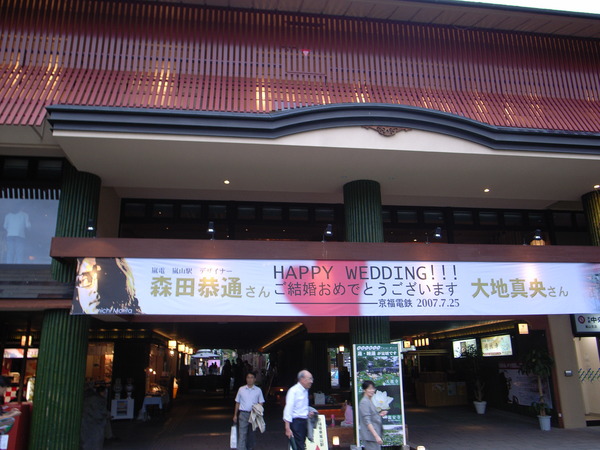 嵐電 嵐山駅 デザイナー
森田恭通さん
HAPPY WEDDING!!!
ご結婚おめでとうございます
京福電鉄 2007.7.25
大地真央さん